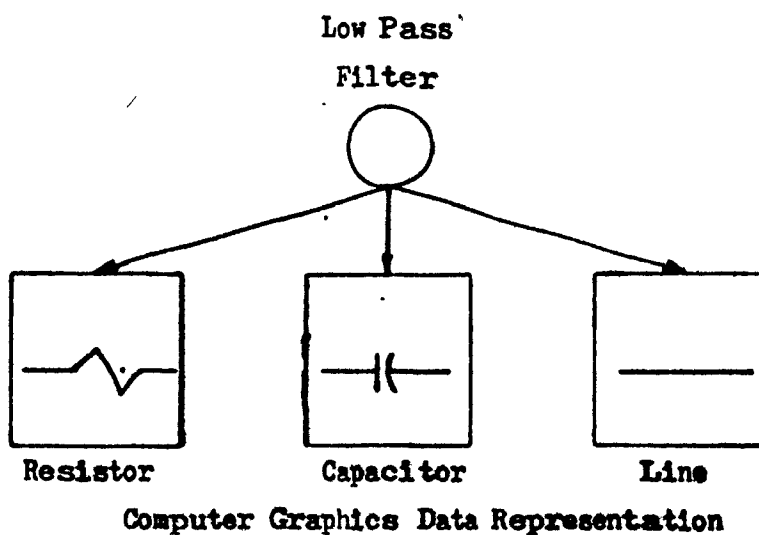 Low Pass
Filter
Resistor
Capacitor
Line
Computer Graphics Data Representation